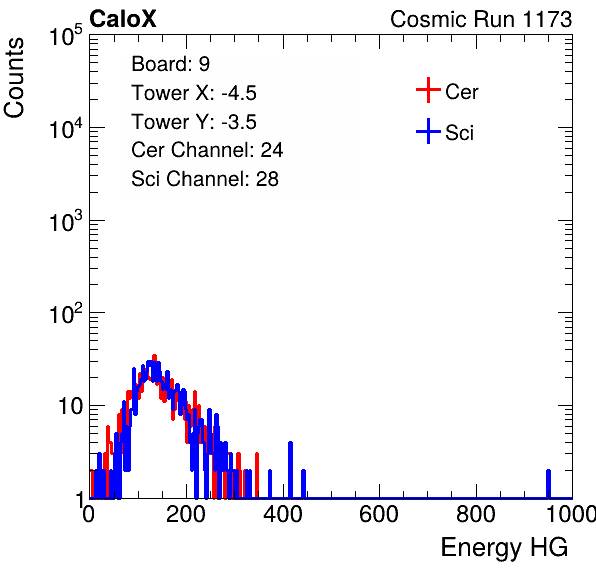 CaloX Cosmic Run 1173
Counts
Board: 9
Tower X: -4.5
Tower Y: -3.5
Cer Channel: 24
Sci Channel: 28
Cer
Sci
10^5
10^4
10^3
10^2
10
1
0 200 400 600 800 1000
Energy HG